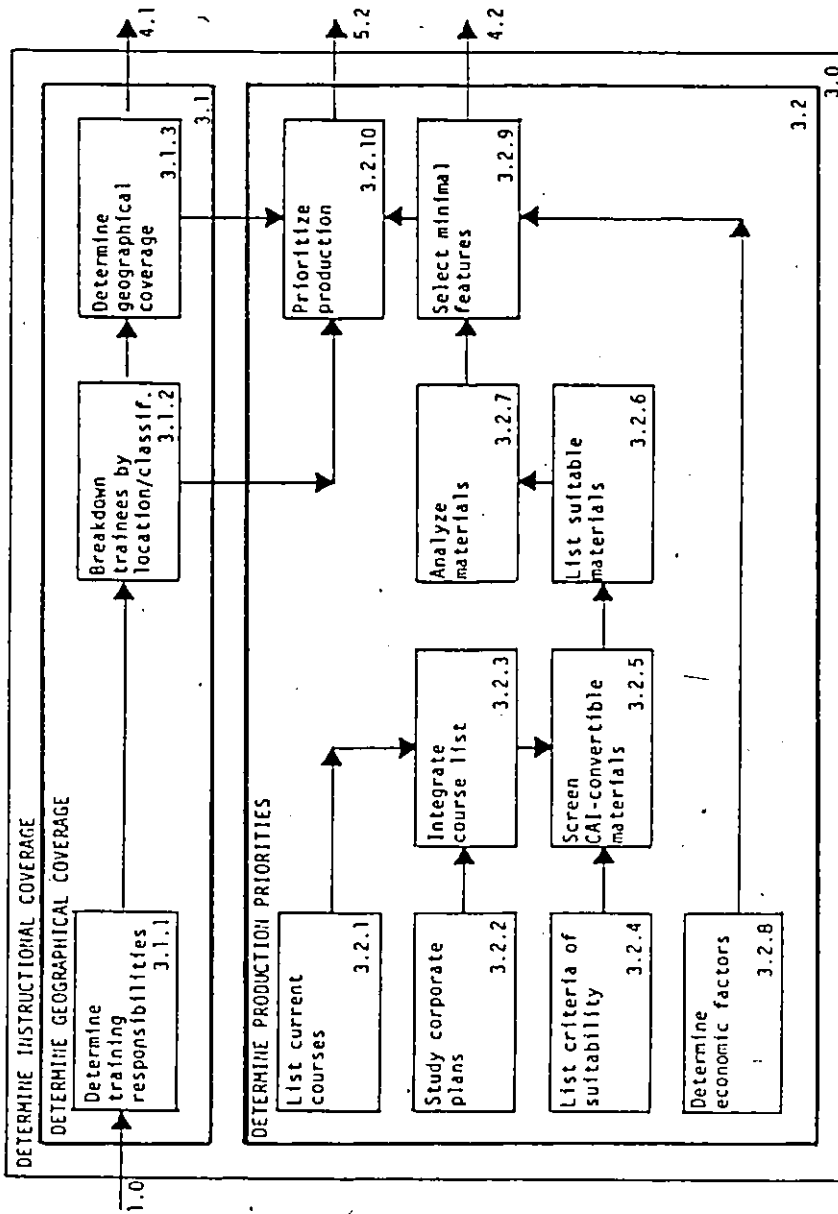 DETERMINE INSTRUCTIONAL COVERAGE
DETERMINE GEOGRAPHICAL COVERAGE
1.0
Determine
training
responsibilities
3.1.1
Breakdown
trainees by
location/classif.
3.1.2
Determine
geographical
coverage
3.1.3
3.1
4.1
DETERMINE PRODUCTION PRIORITIES
List current
courses
3.2.1
Study corporate
plans
3.2.2
Integrate
course list
3.2.3
List criteria of
suitability
3.2.4
Screen
CAI-convertible
materials
3.2.5
List suitable
materials
3.2.6
Analyze
materials
3.2.7
Determine
economic factors
3.2.8
Select minimal
features
3.2.9
Prioritize
production
3.2.10
5.2
4.2
3.2
3.0